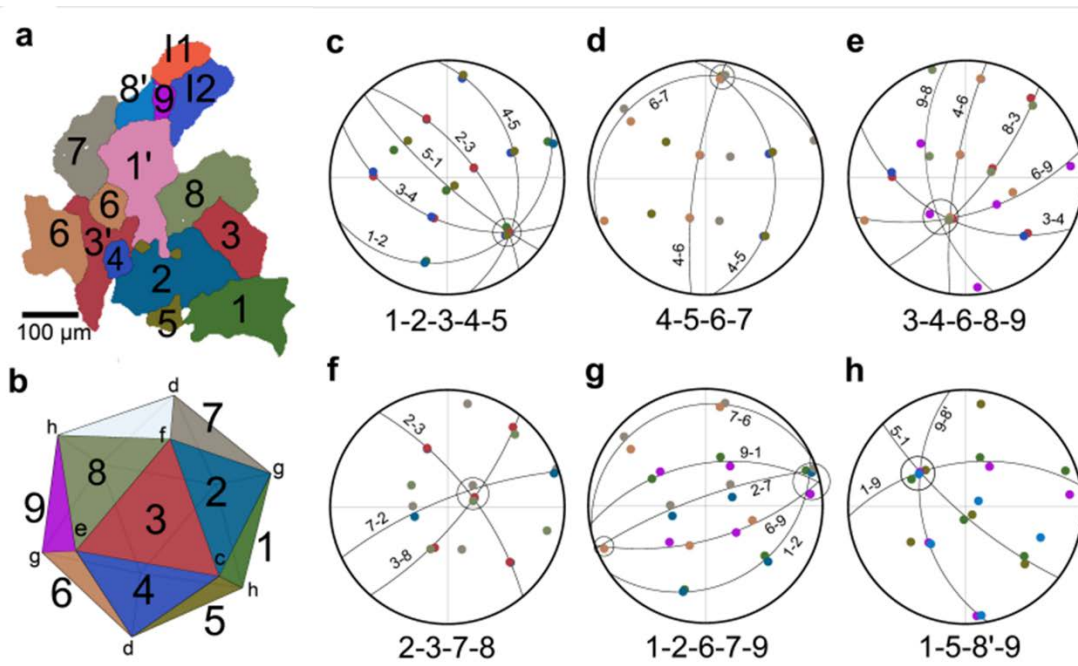 a
I1
8'
9
I2
7
1'
6
8
6
3'
4
3
2
5
1
100 µm
b
d
7
h
f
g
8
2
9
3
e
1
g
c
6
4
h
5
d
c
4-5
2-3
5-1
3-4
1-2
1-2-3-4-5
d
6-7
4-6
4-5
4-5-6-7
e
9-8
4-6
8-3
6-9
3-4
3-4-6-8-9
f
2-3
7-2
3-8
2-3-7-8
g
7-6
9-1
2-7
6-9
1-2
1-2-6-7-9
h
5-1
9-8'
1-9
1-5-8'-9